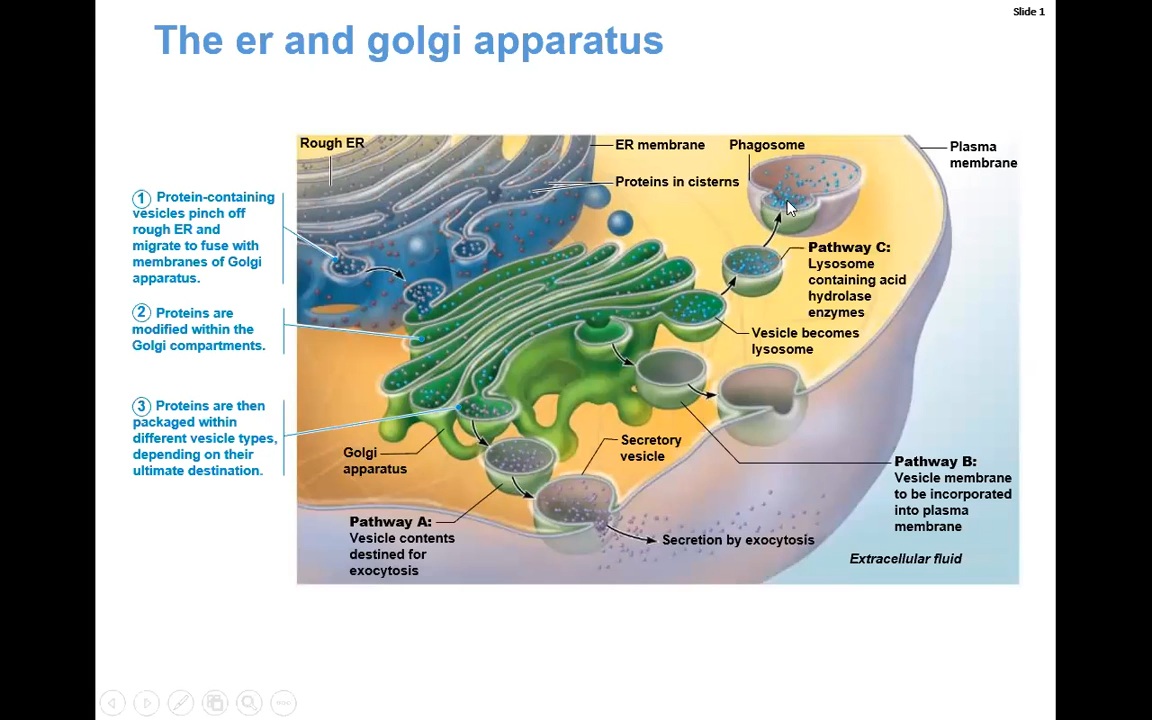 Slide 1
The er and golgi apparatus
Rough ER
ER membrane
Phagosome
Plasma
membrane
Proteins in cisterns
1 Protein-containing
vesicles pinch off
rough ER and
migrate to fuse with
membranes of Golgi
apparatus.
Pathway C:
Lysosome
containing acid
hydrolase
enzymes
2 Proteins are
modified within the
Golgi compartments.
Vesicle becomes
lysosome
3 Proteins are then
packaged within
different vesicle types,
depending on their
ultimate destination.
Golgi
apparatus
Secretory
vesicle
Pathway B:
Vesicle membrane
to be incorporated
into plasma
membrane
Pathway A:
Vesicle contents
destined for
exocytosis
Secretion by exocytosis
Extracellular fluid